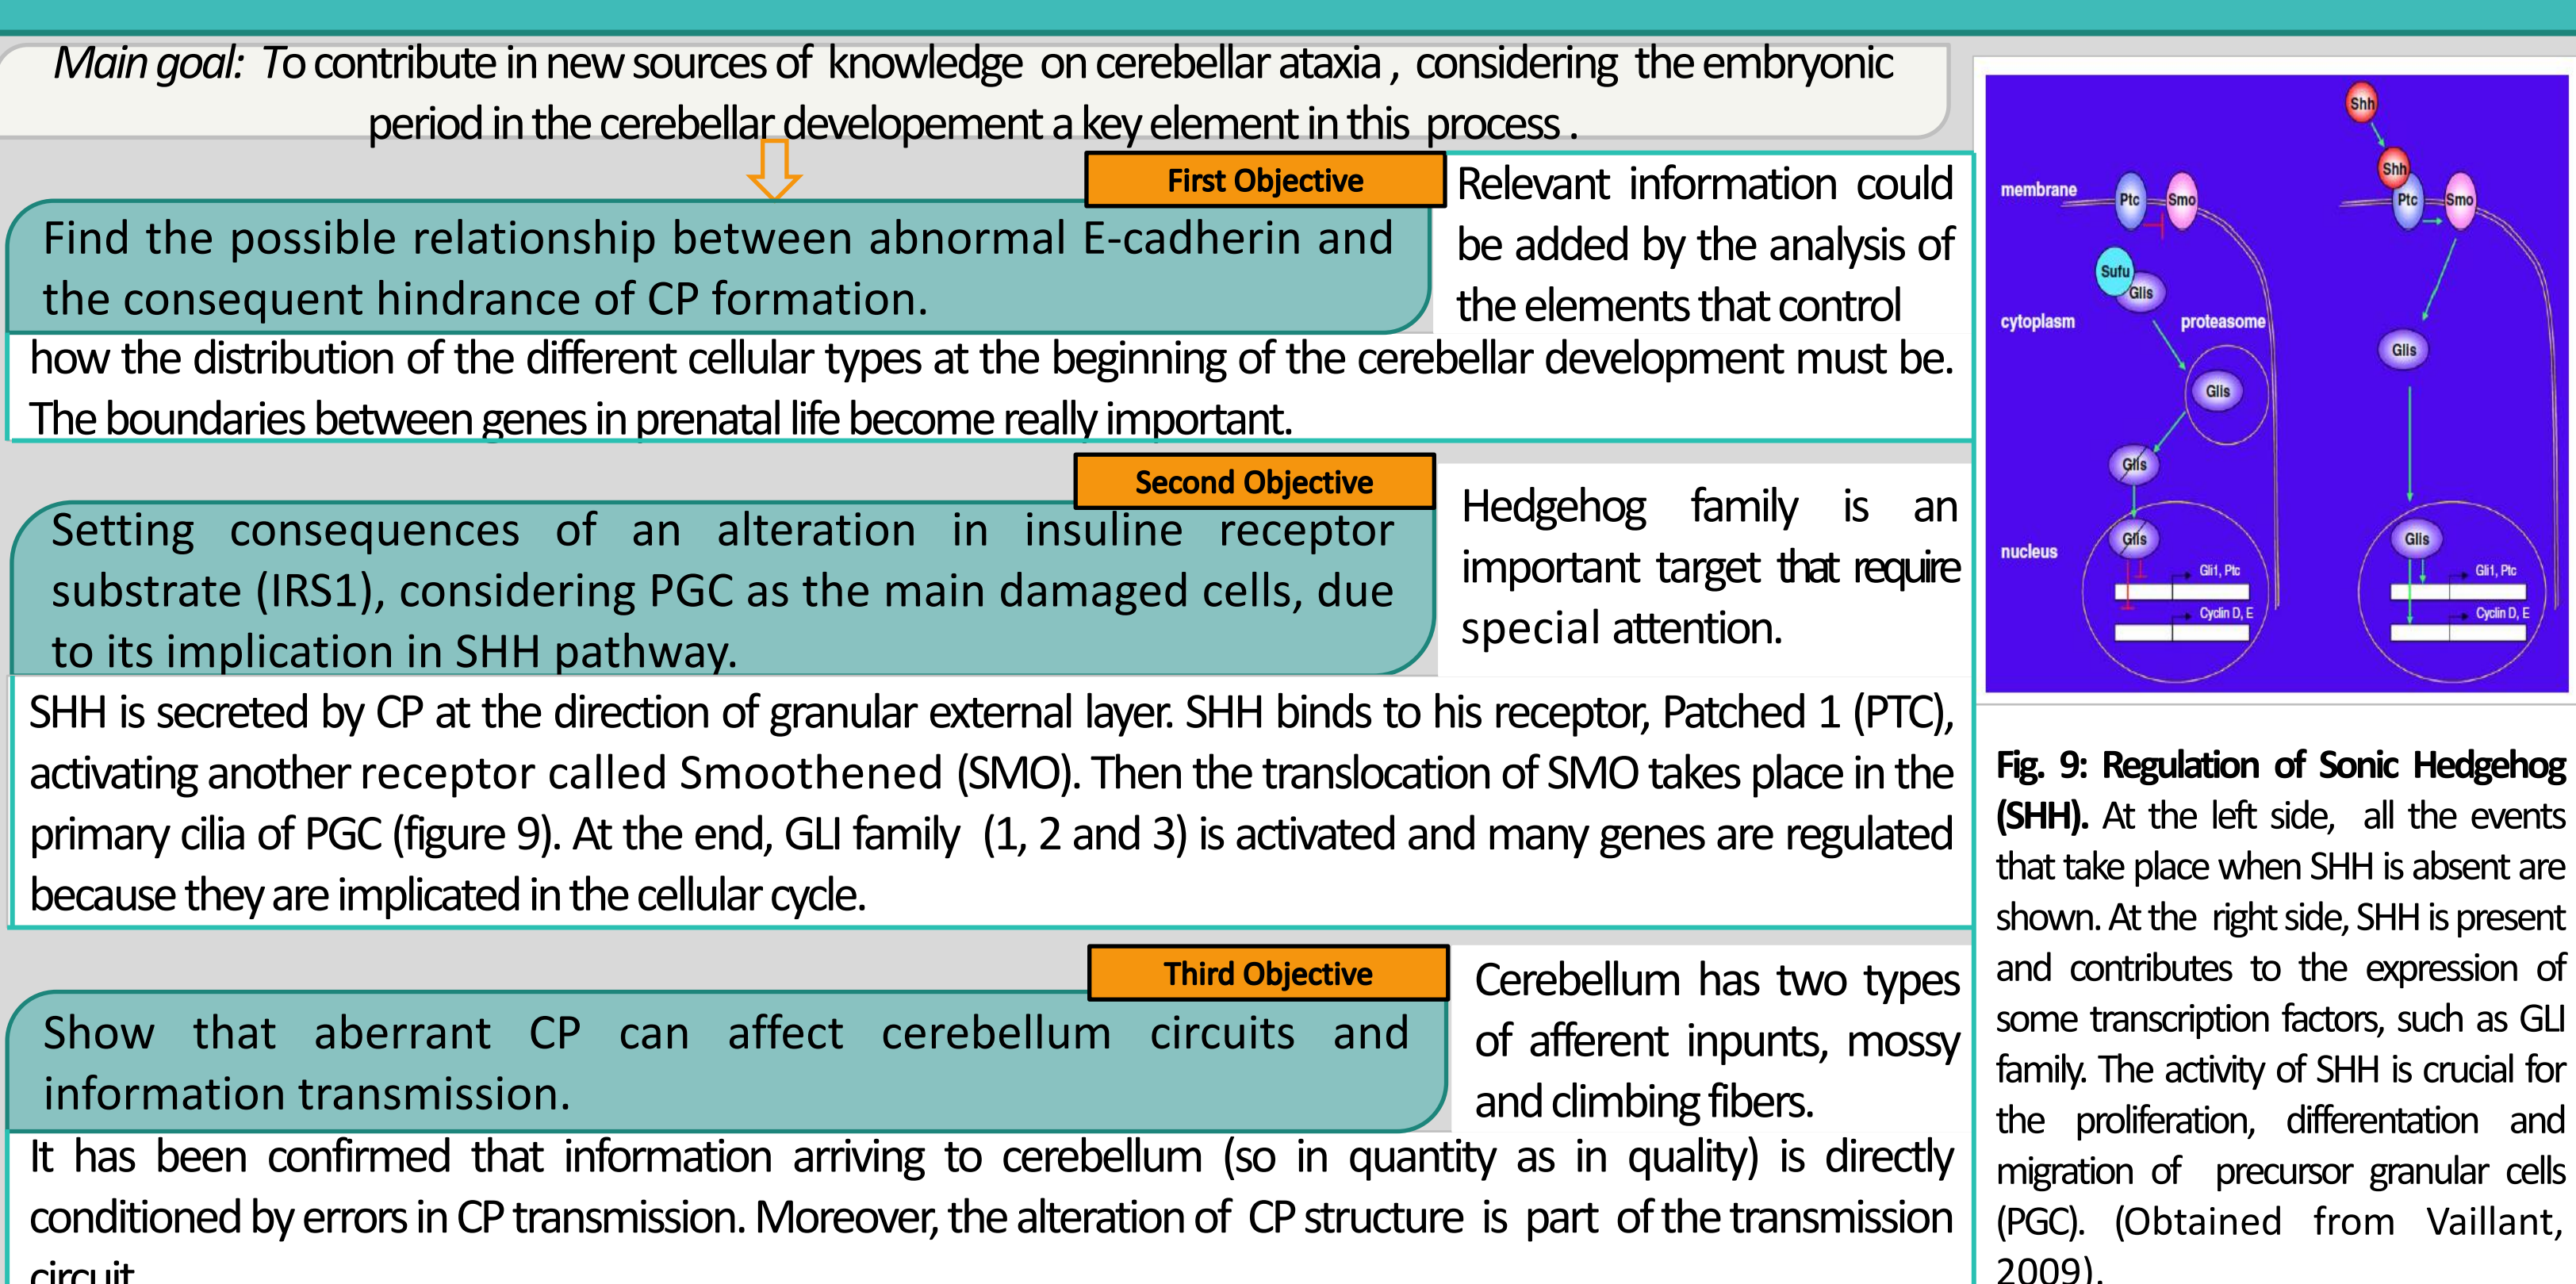 Main goal: To contribute in new sources of knowledge on cerebellar ataxia , considering the embryonic
period in the cerebellar developement a key element in this process .
First Objective
Find the possible relationship between abnormal E-cadherin and
the consequent hindrance of CP formation.
Relevant information could
be added by the analysis of
the elements that control
how the distribution of the different cellular types at the beginning of the cerebellar development must be.
The boundaries between genes in prenatal life become really important.
Second Objective
Setting consequences of an alteration in insuline receptor
substrate (IRS1), considering PGC as the main damaged cells, due
to its implication in SHH pathway.
Hedgehog family is an
important target that require
special attention.
SHH is secreted by CP at the direction of granular external layer. SHH binds to his receptor, Patched 1 (PTC),
activating another receptor called Smoothened (SMO). Then the translocation of SMO takes place in the
primary cilia of PGC (figure 9). At the end, GLI family (1, 2 and 3) is activated and many genes are regulated
because they are implicated in the cellular cycle.
Third Objective
Show that aberrant CP can affect cerebellum circuits and
information transmission.
Cerebellum has two types
of afferent inpunts, mossy
and climbing fibers.
It has been confirmed that information arriving to cerebellum (so in quantity as in quality) is directly
conditioned by errors in CP transmission. Moreover, the alteration of CP structure is part of the transmission
circuit
Shh
Shh
membrane
Ptc
Smo
Ptc
Smo
Sufu
Glis
cytoplasm
proteasome
Glis
Glis
Glis
nucleus
Glis
Gli1, Ptc
Cyclin D, E
Glis
Gli1, Ptc
Cyclin D, E
Fig. 9: Regulation of Sonic Hedgehog
(SHH). At the left side, all the events
that take place when SHH is absent are
shown. At the right side, SHH is present
and contributes to the expression of
some transcription factors, such as GLI
family. The activity of SHH is crucial for
the proliferation, differentation and
migration of precursor granular cells
(PGC). (Obtained from Vaillant,
2009).